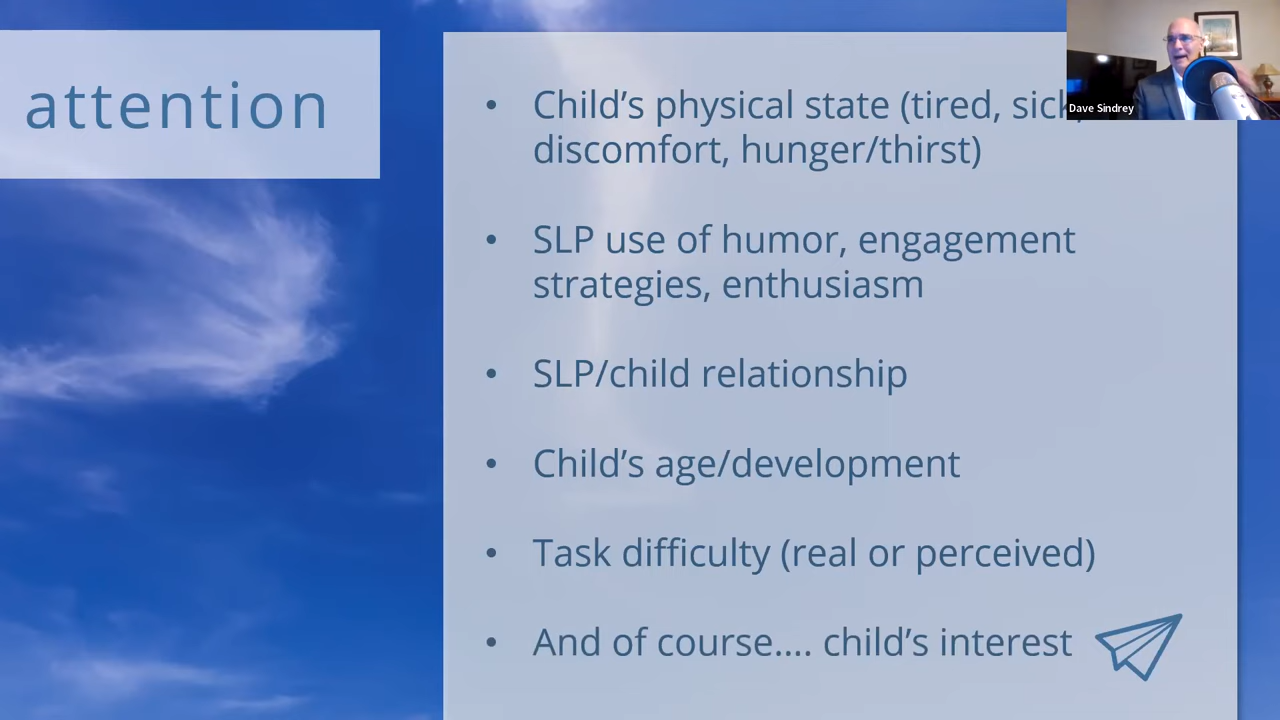 attention
• Child’s physical state (tired, sick,
discomfort, hunger/thirst)
• SLP use of humor, engagement
strategies, enthusiasm
• SLP/child relationship
• Child’s age/development
• Task difficulty (real or perceived)
• And of course.... child’s interest
Dave Sindrey